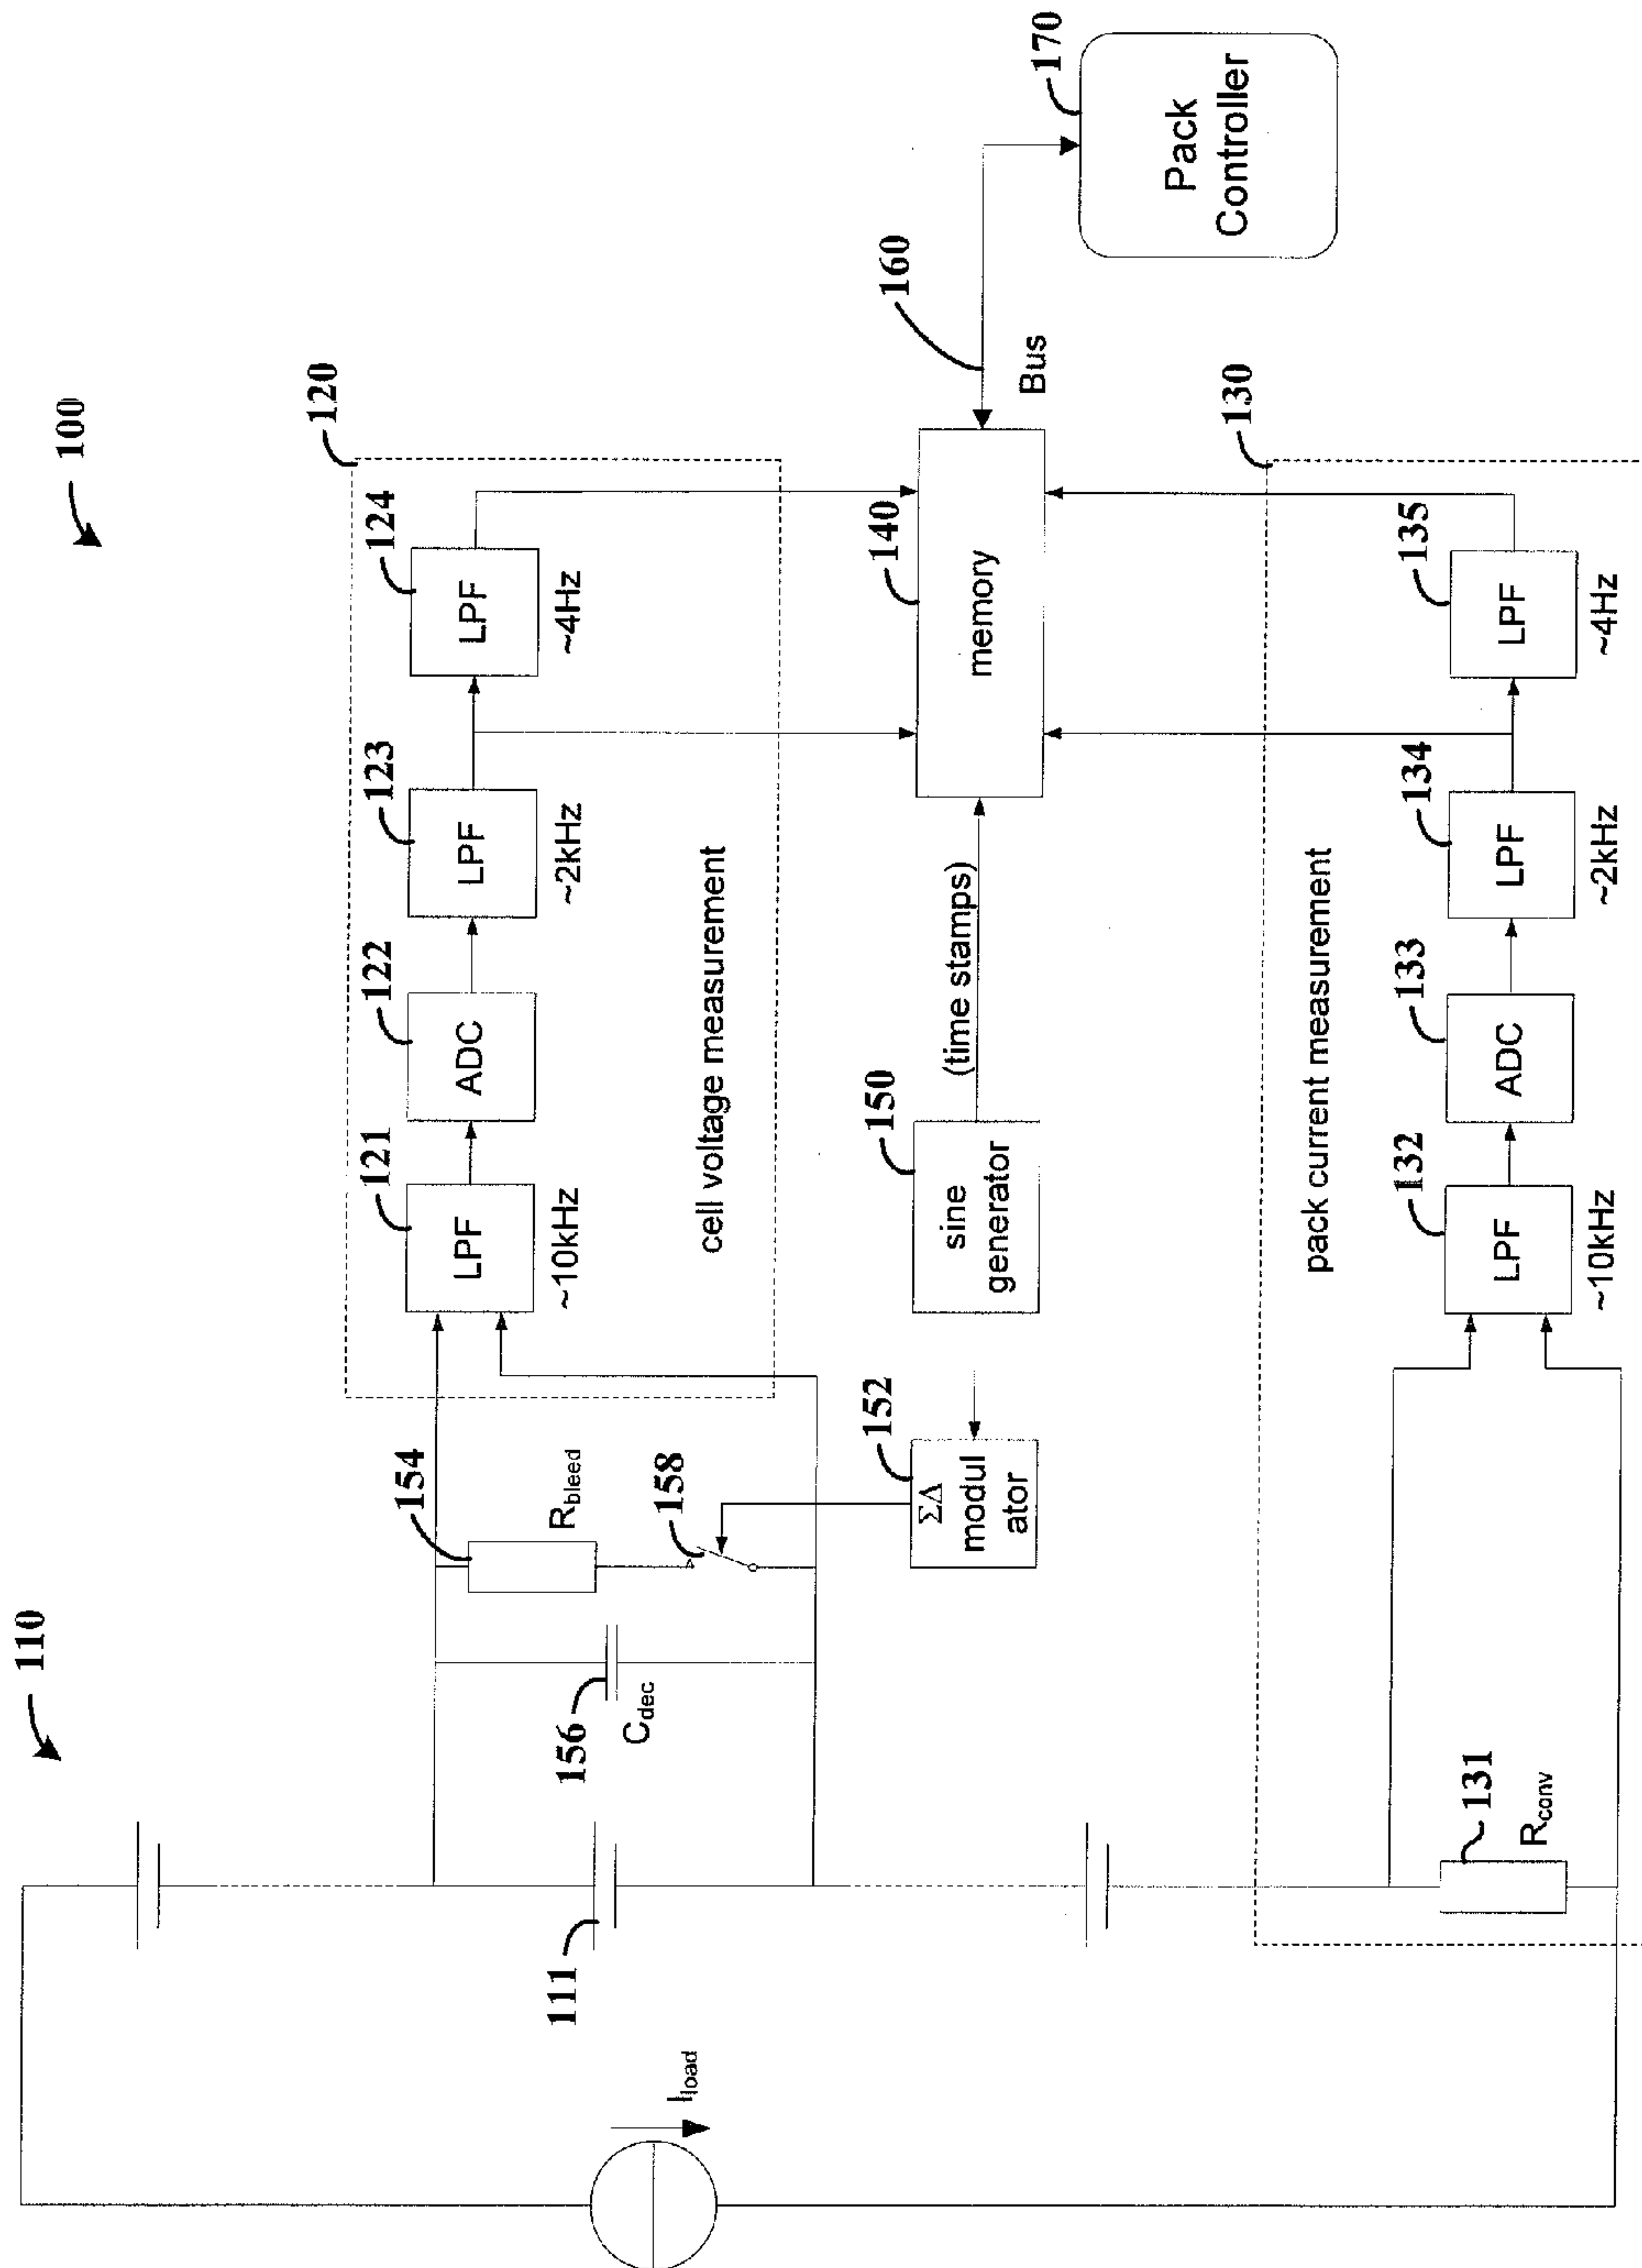 100
110
120
121
LPF
~10kHz
122
ADC
123
LPF
~2kHz
124
LPF
~4Hz
cell voltage measurement
154
R_bleed
158
156
C_dec
111
I_load
152
ΣΔ
modul
ator
150
sine
generator
(time stamps)
140
memory
160
Bus
170
Pack
Controller
130
pack current measurement
131
R_conv
132
LPF
~10kHz
133
ADC
134
LPF
~2kHz
135
LPF
~4Hz